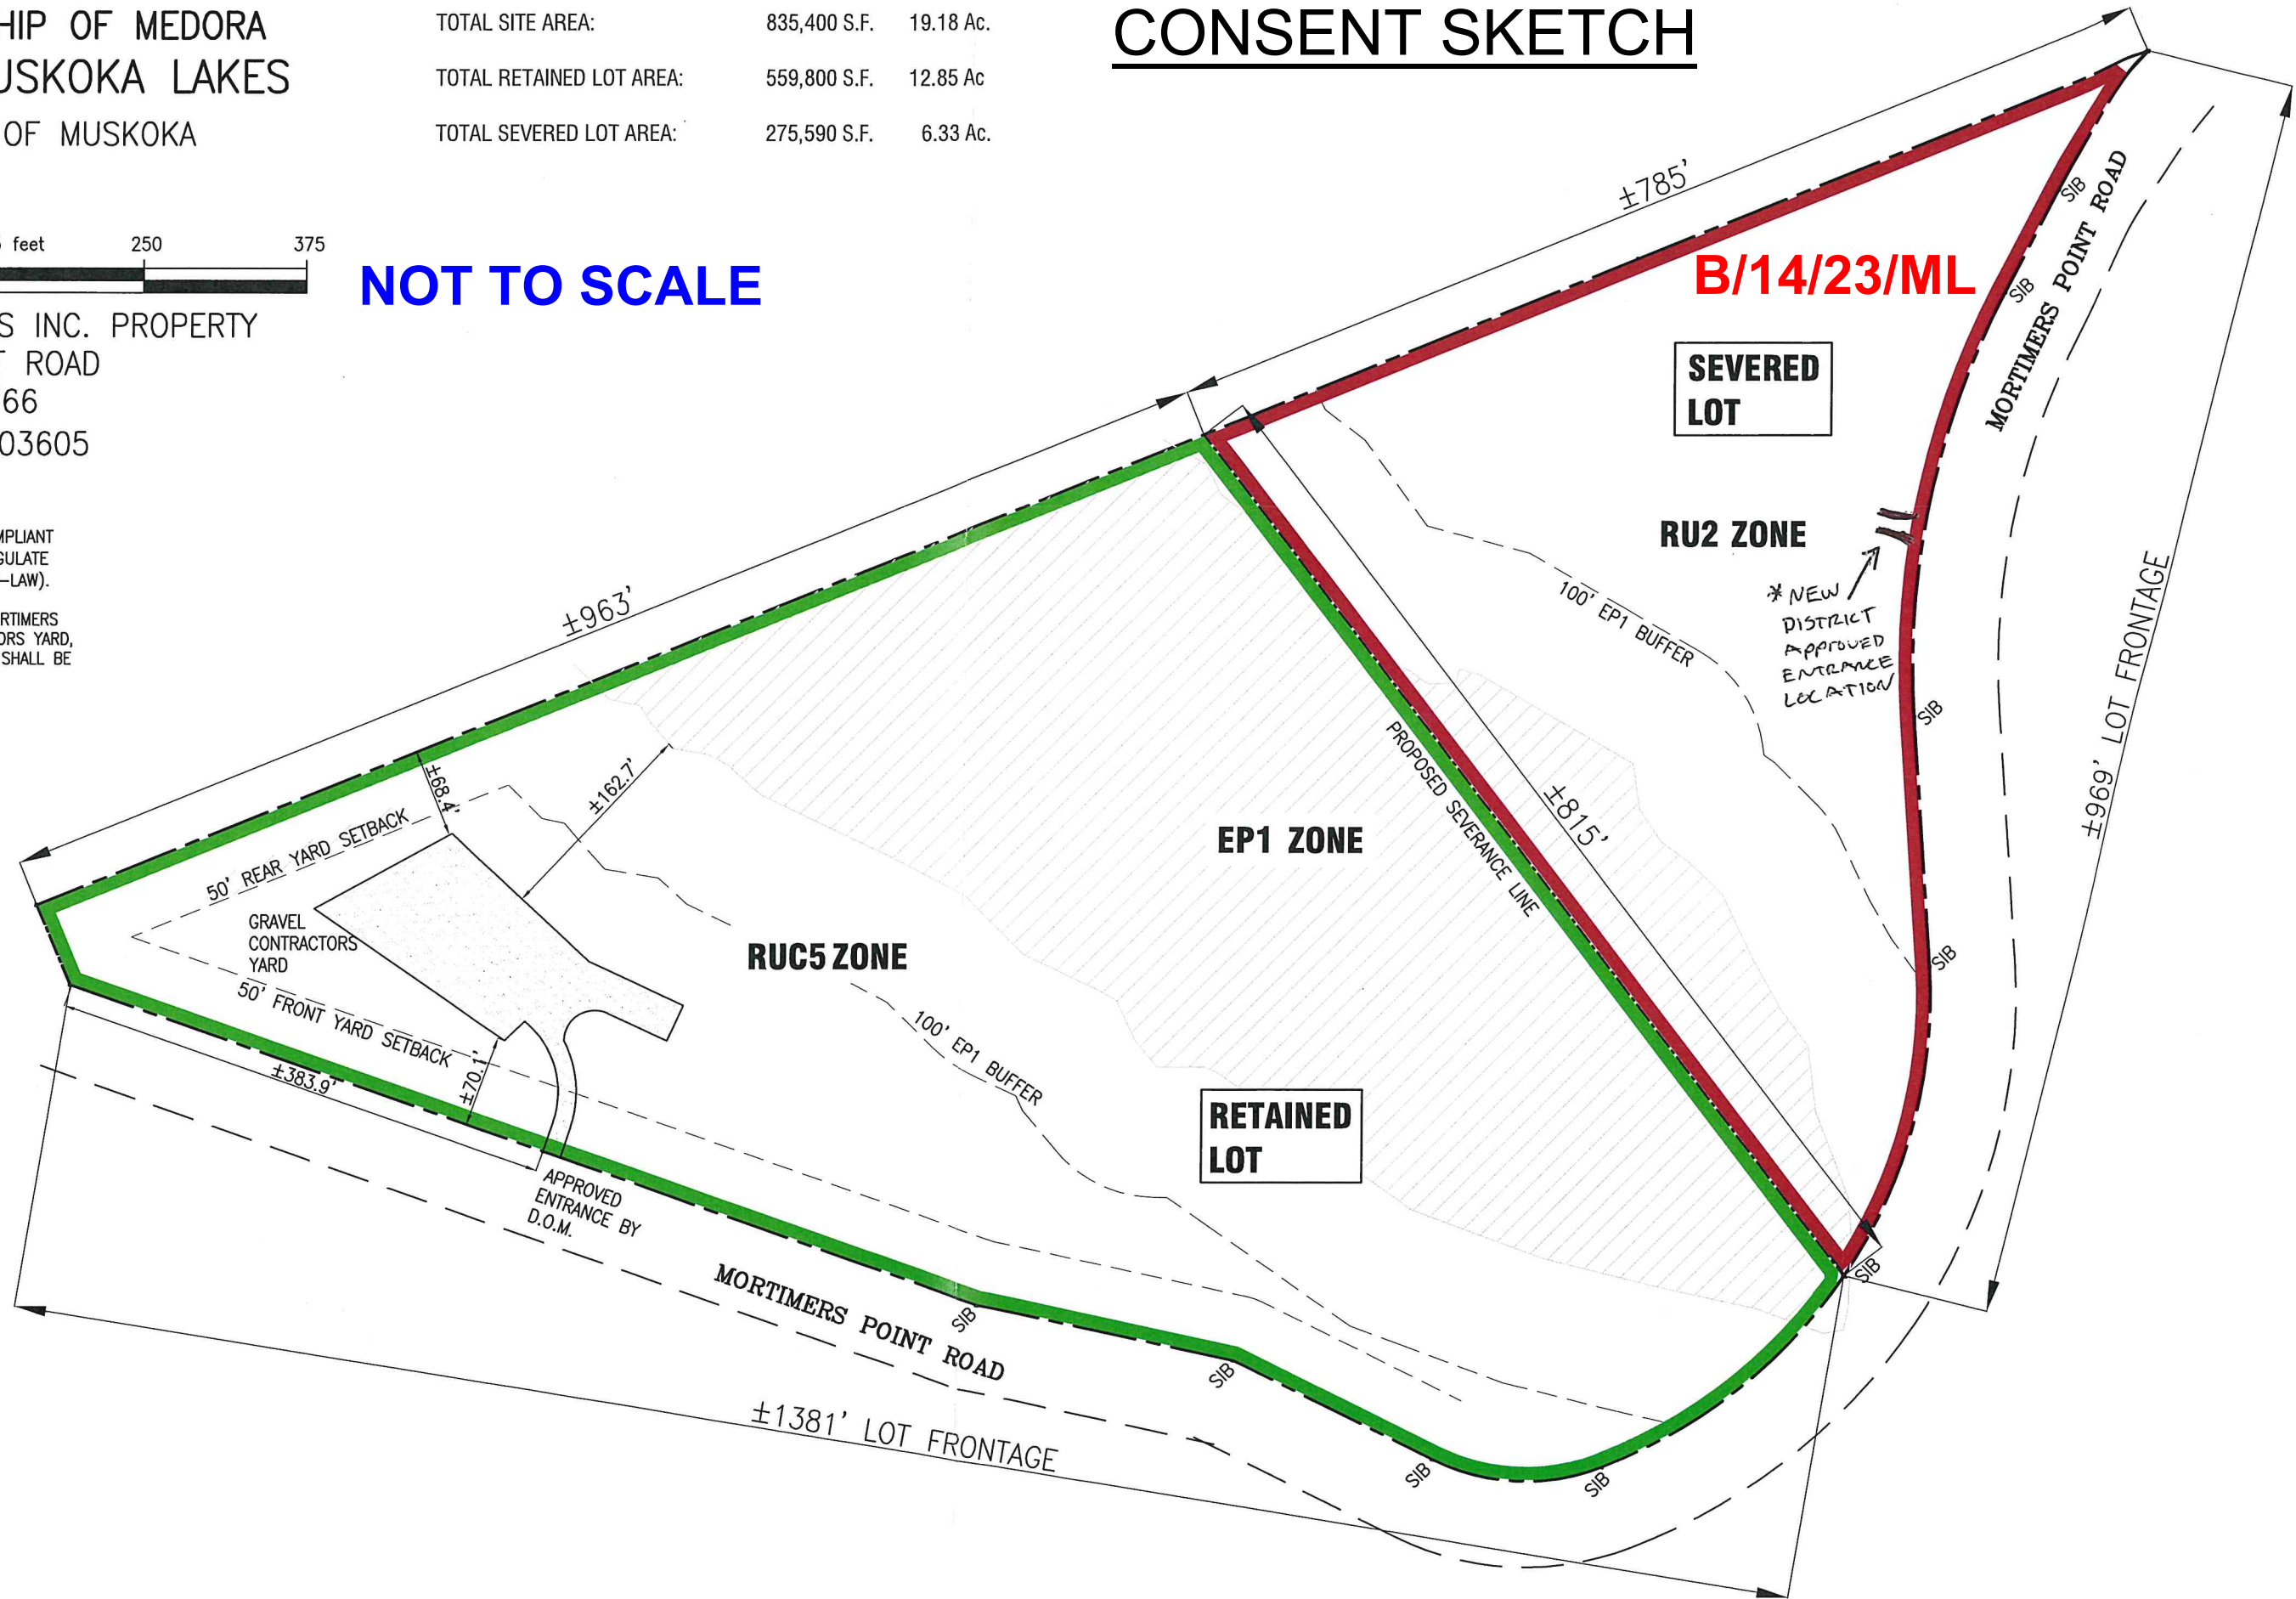 HIP OF MEDORA
USKOKA LAKES
OF MUSKOKA
TOTAL SITE AREA: 835,400 S.F. 19.18 Ac.
TOTAL RETAINED LOT AREA: 559,800 S.F. 12.85 Ac
TOTAL SEVERED LOT AREA: 275,590 S.F. 6.33 Ac.
CONSENT SKETCH
feet 250 375
NOT TO SCALE
S INC. PROPERTY
T ROAD
66
03605
MPLIANT
GULATE
-LAW).
RTIMERS
ORS YARD,
SHALL BE
±785'
B/14/23/ML
SEVERED
LOT
RU2 ZONE
SIB
SIB
MORTIMERS POINT ROAD
* NEW
DISTRICT
APPROVED
ENTRANCE
LOCATION
100' EP1 BUFFER
SIB
SIB
±969' LOT FRONTAGE
±963'
±815'
PROPOSED SEVERANCE LINE
EP1 ZONE
±68.4'
±162.7'
50' REAR YARD SETBACK
GRAVEL
CONTRACTORS
YARD
50' FRONT YARD SETBACK
±383.9'
±70.1'
RUC5 ZONE
100' EP1 BUFFER
RETAINED
LOT
APPROVED
ENTRANCE BY
D.O.M.
MORTIMERS POINT ROAD
SIB
SIB
SIB
SIB
SIB
±1381' LOT FRONTAGE